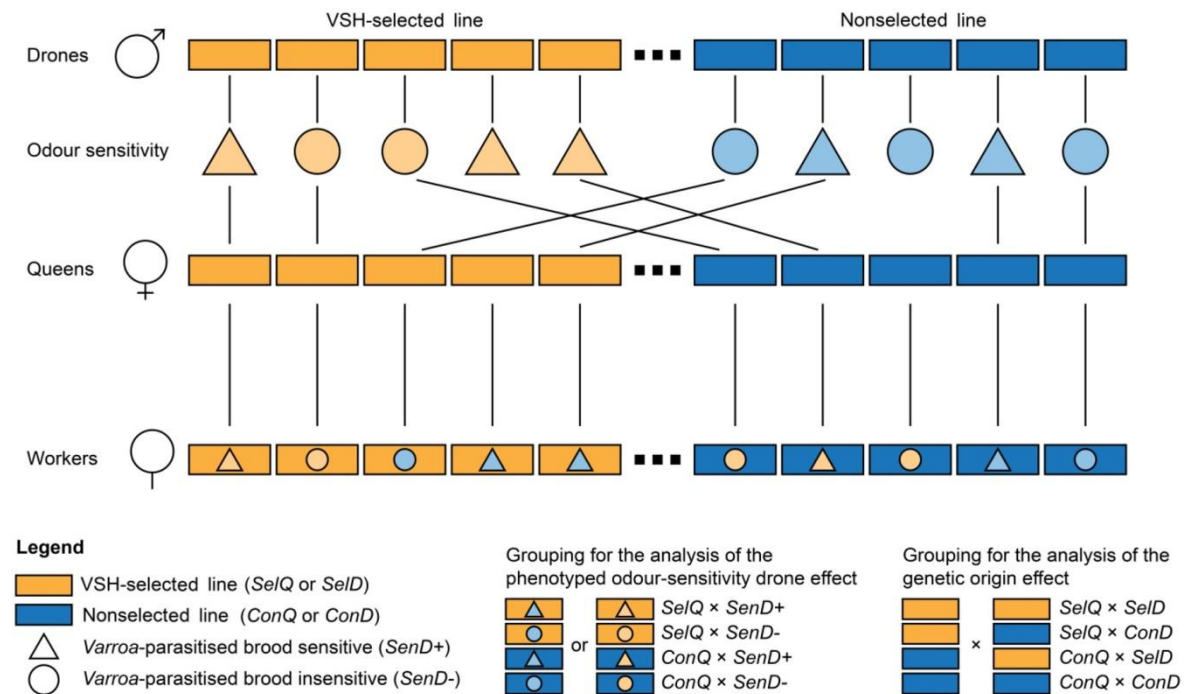 VSH-selected line
Nonselected line
Drones
Odour sensitivity
Queens
Workers
Legend
VSH-selected line (SelQ or SelD)
Nonselected line (ConQ or ConD)
Varroa-parasitised brood sensitive (SenD+)
Varroa-parasitised brood insensitive (SenD-)
Grouping for the analysis of the
phenotyped odour-sensitivity drone effect
SelQ × SenD+
SelQ × SenD-
or
ConQ × SenD+
ConQ × SenD-
Grouping for the analysis of the
genetic origin effect
SelQ × SelD
SelQ × ConD
×
ConQ × SelD
ConQ × ConD